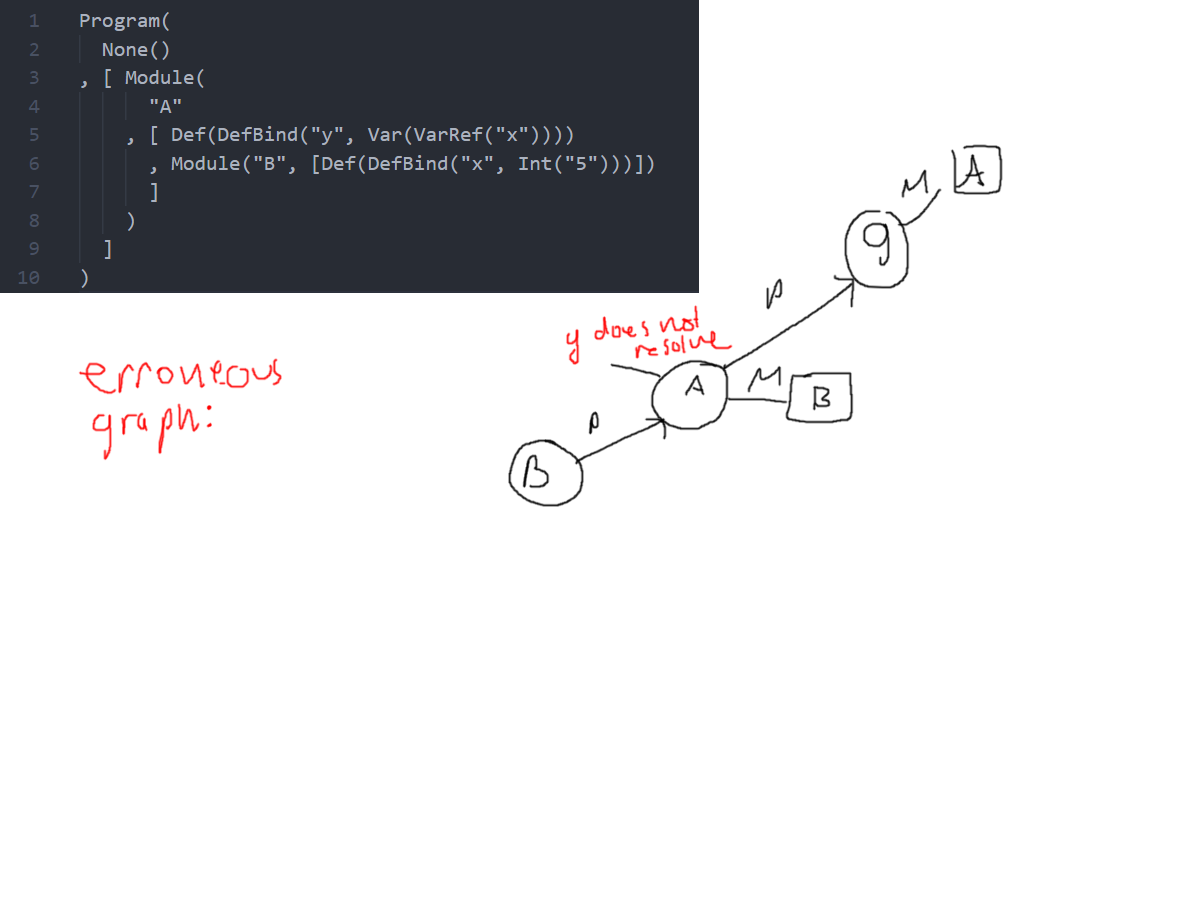 1 Program(
2 None()
3 , [ Module(
4 "A"
5 , [ Def(DefBind("y", Var(VarRef("x"))))
6 , Module("B", [Def(DefBind("x", Int("5")))])
7 ]
8 )
9 ]
10 )
A
M
g
P
y does not
resolve
A
M
B
P
B
erroneous
graph: